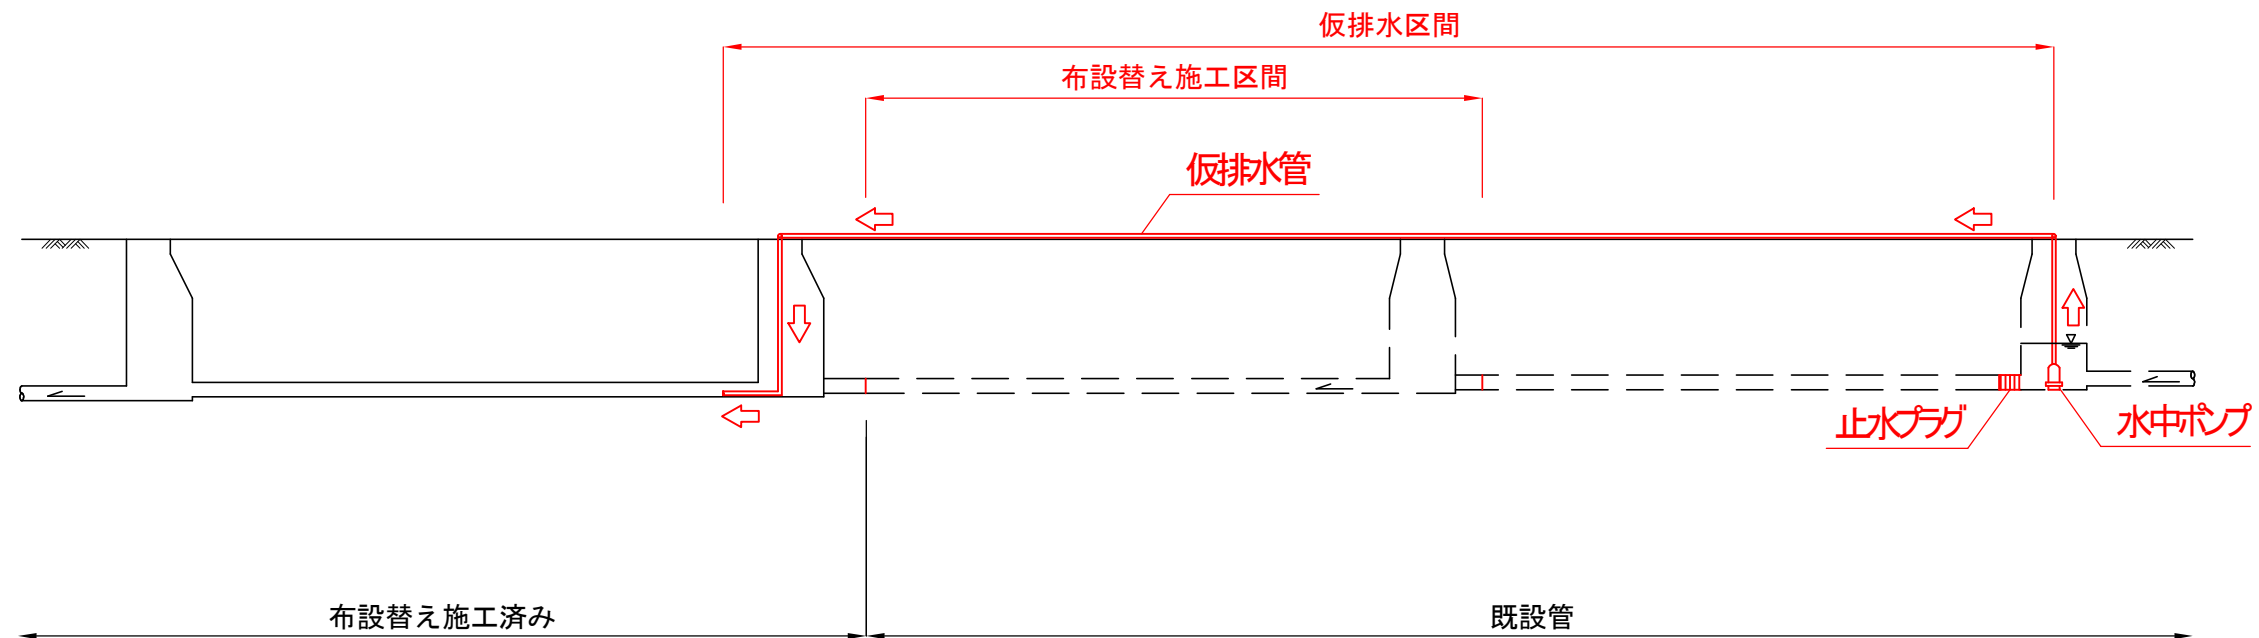 仮排水区間
布設替え施工区間
仮排水管
止水プラグ
水中ポンプ
布設替え施工済み
既設管